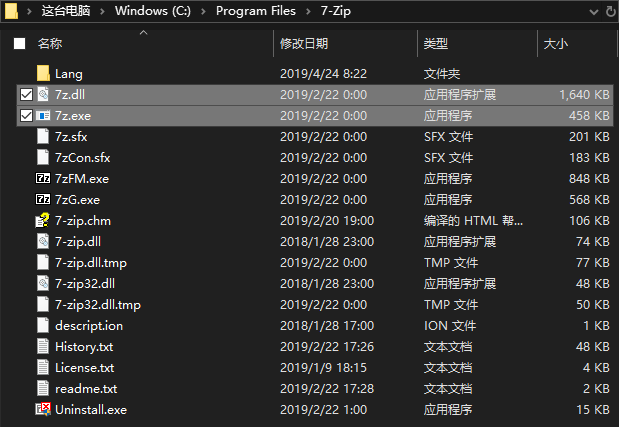 这台电脑 > Windows (C:) > Program Files > 7-Zip
名称 修改日期 类型 大小
Lang 2019/4/24 8:22 文件夹
7z.dll 2019/2/22 0:00 应用程序扩展 1,640 KB
7z.exe 2019/2/22 0:00 应用程序 458 KB
7z.sfx 2019/2/22 0:00 SFX 文件 201 KB
7zCon.sfx 2019/2/22 0:00 SFX 文件 183 KB
7zFM.exe 2019/2/22 0:00 应用程序 848 KB
7zG.exe 2019/2/22 0:00 应用程序 568 KB
7-zip.chm 2019/2/20 19:00 编译的 HTML 帮... 106 KB
7-zip.dll 2018/1/28 23:00 应用程序扩展 74 KB
7-zip.dll.tmp 2019/2/22 0:00 TMP 文件 77 KB
7-zip32.dll 2018/1/28 23:00 应用程序扩展 48 KB
7-zip32.dll.tmp 2019/2/22 0:00 TMP 文件 50 KB
descript.ion 2018/1/28 17:00 ION 文件 1 KB
History.txt 2019/2/22 17:26 文本文档 48 KB
License.txt 2019/1/9 18:15 文本文档 4 KB
readme.txt 2019/2/22 17:28 文本文档 2 KB
Uninstall.exe 2019/2/22 1:00 应用程序 15 KB